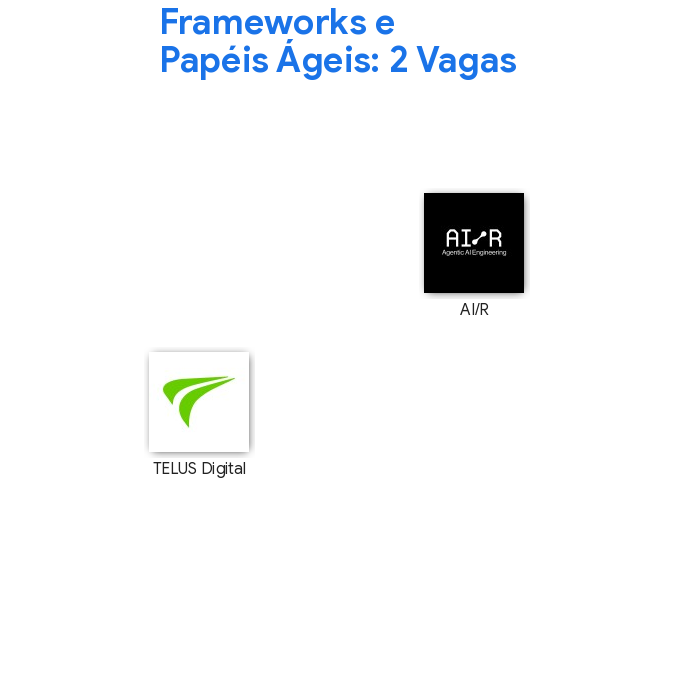 Frameworks e
Papéis Ágeis: 2 Vagas
AI/R
Agentic AI Engineering
AI/R
TELUS Digital